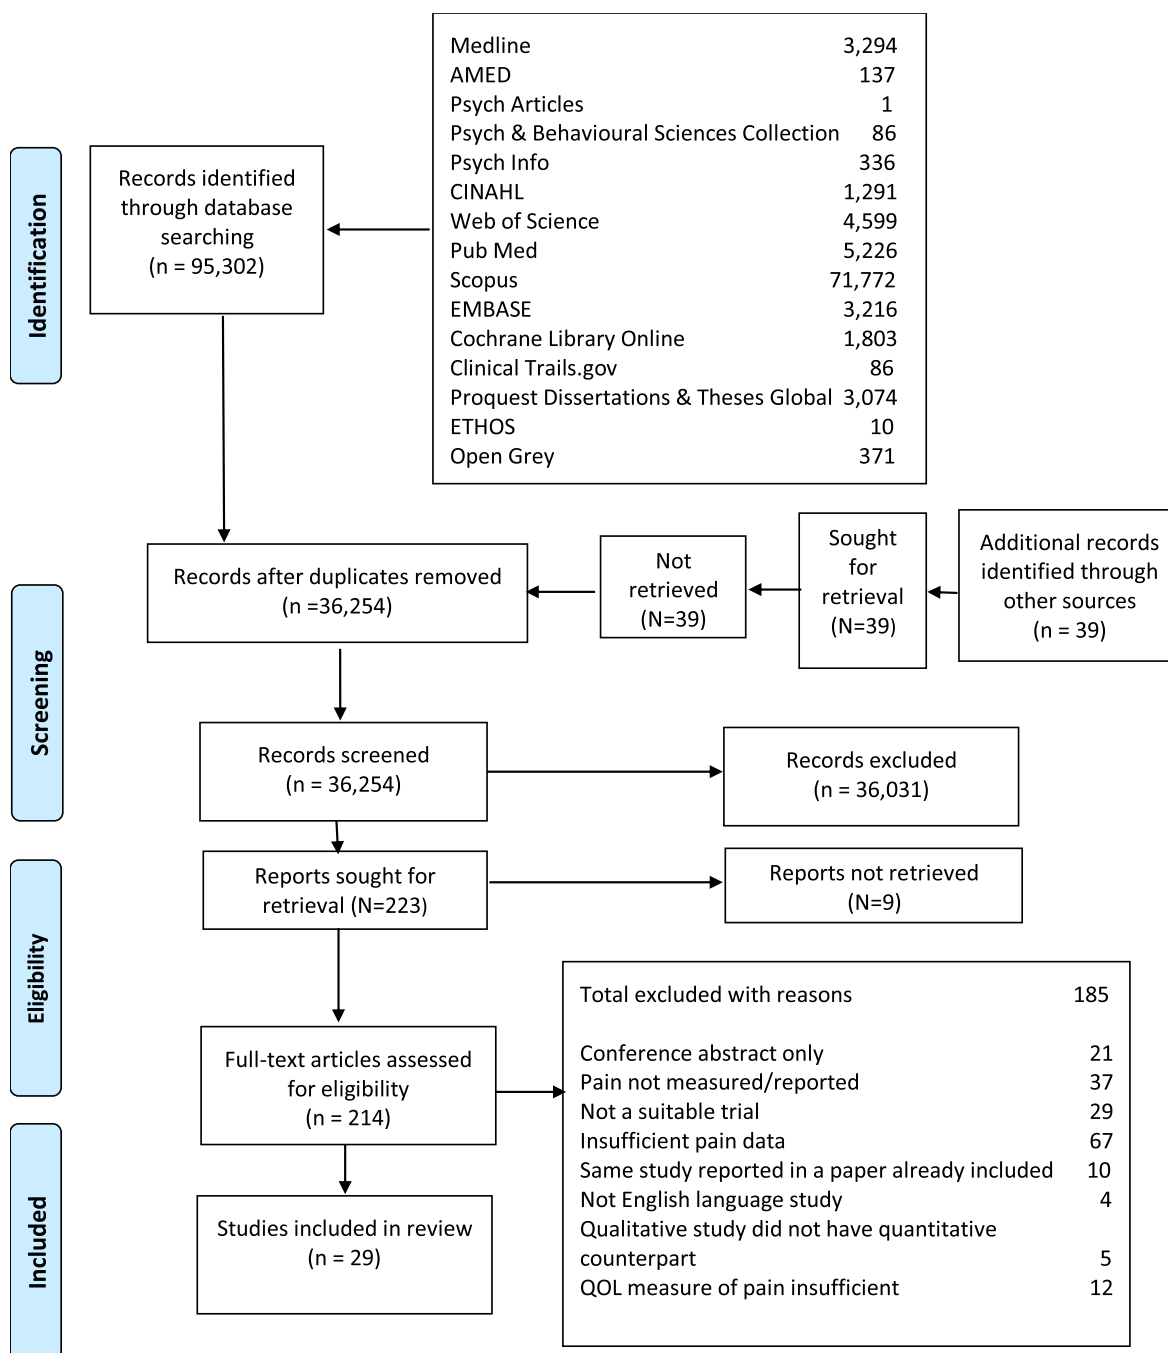 Medline 3,294
AMED 137
Psych Articles 1
Psych & Behavioural Sciences Collection 86
Psych Info 336
CINAHL 1,291
Web of Science 4,599
Pub Med 5,226
Scopus 71,772
EMBASE 3,216
Cochrane Library Online 1,803
Clinical Trails.gov 86
Proquest Dissertations & Theses Global 3,074
ETHOS 10
Open Grey 371
Identification
Records identified
through database
searching
(n = 95,302)
Records after duplicates removed
(n =36,254)
Not
retrieved
(N=39)
Sought
for
retrieval
(N=39)
Additional records
identified through
other sources
(n = 39)
Screening
Records screened
(n = 36,254)
Records excluded
(n = 36,031)
Reports sought for
retrieval (N=223)
Reports not retrieved
(N=9)
Eligibility
Full-text articles assessed
for eligibility
(n = 214)
Total excluded with reasons 185
Conference abstract only 21
Pain not measured/reported 37
Not a suitable trial 29
Insufficient pain data 67
Same study reported in a paper already included 10
Not English language study 4
Qualitative study did not have quantitative
counterpart 5
QOL measure of pain insufficient 12
Included
Studies included in review
(n = 29)